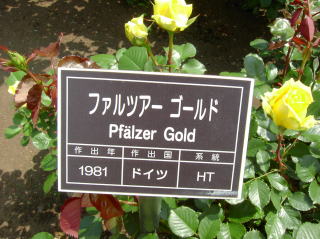 ファルツアー ゴールド
Pfälzer Gold
作出年 作出国 系統
1981 ドイツ HT